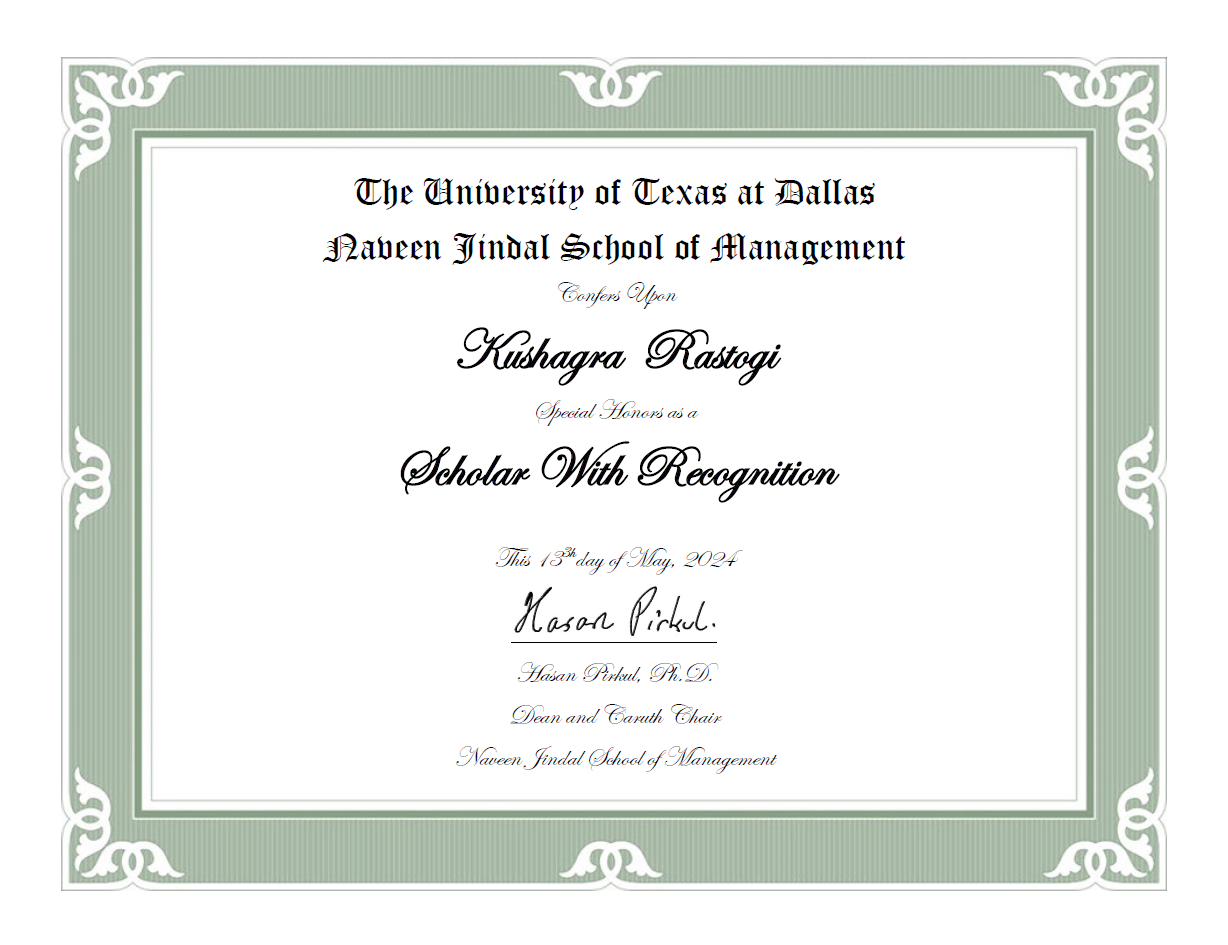 The University of Texas at Dallas
Naveen Jindal School of Management
Confers Upon
Kushagra Rastogi
Special Honors as a
Scholar With Recognition
This 13³ʰ day of May, 2024
Hasan Pirkul.
Hasan Pirkul, Ph.D.
Dean and Caruth Chair
Naveen Jindal School of Management